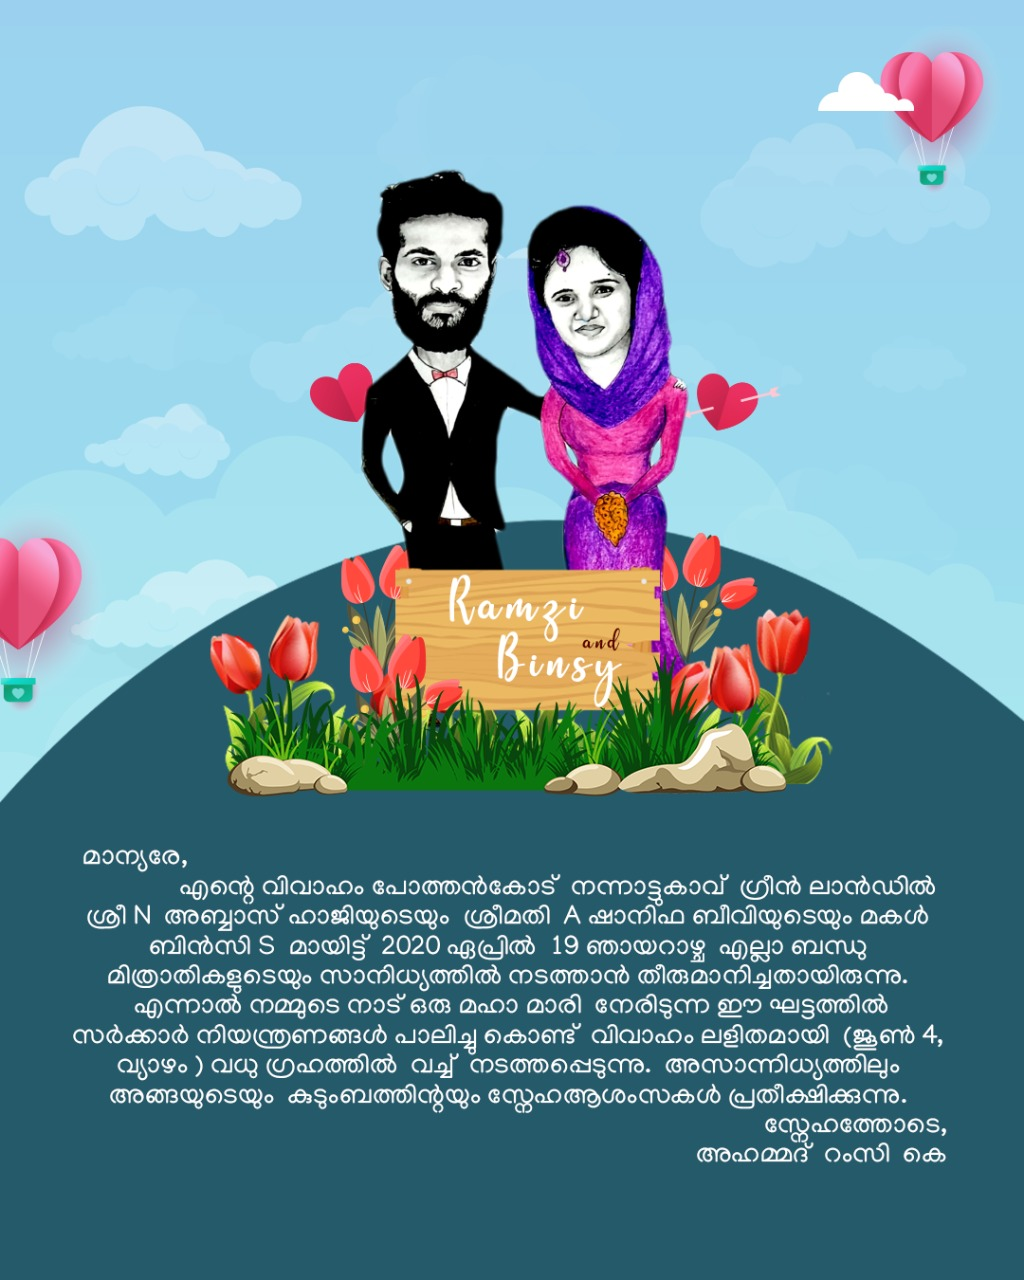 Ramzi
and
Binsy
മാന്യരേ,
എന്റെ വിവാഹം പോത്തൻകോട് നന്നാട്ടുകാവ് ഗ്രീൻ ലാൻഡിൽ
ശ്രീ N അബ്ബാസ് ഹാജിയുടെയും ശ്രീമതി A ഷാനിഫ ബീവിയുടെയും മകൾ
ബിൻസി S മായിട്ട് 2020 ഏപ്രിൽ 19 ഞായറാഴ്ച എല്ലാ ബന്ധു
മിത്രാതികളുടെയും സാനിധ്യത്തിൽ നടത്താൻ തീരുമാനിച്ചതായിരുന്നു.
എന്നാൽ നമ്മുടെ നാട് ഒരു മഹാ മാരി നേരിടുന്ന ഈ ഘട്ടത്തിൽ
സർക്കാർ നിയന്ത്രണങ്ങൾ പാലിച്ചു കൊണ്ട് വിവാഹം ലളിതമായി (ജൂൺ 4,
വ്യാഴം ) വധു ഗ്രഹത്തിൽ വച്ച് നടത്തപ്പെടുന്നു. അസാന്നിധ്യത്തിലും
അങ്ങയുടെയും കുടുംബത്തിന്റയും സ്നേഹആശംസകൾ പ്രതീക്ഷിക്കുന്നു.
സ്നേഹത്തോടെ,
അഹമ്മദ് റംസി കെ